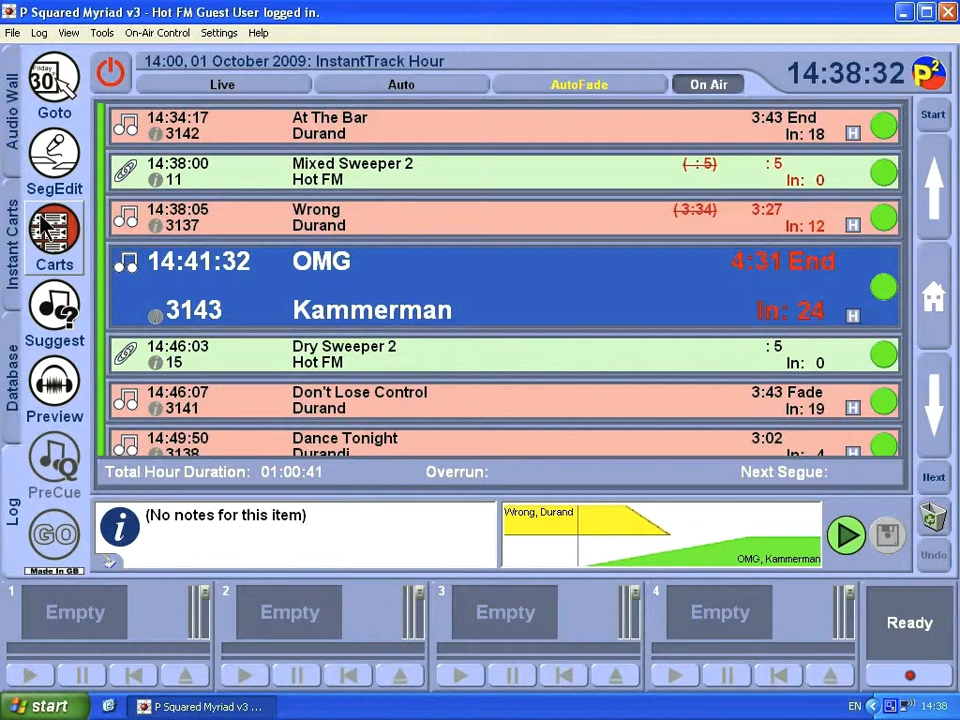 P Squared Myriad v3 - Hot FM Guest User logged in.
File Log View Tools On-Air Control Settings Help
14:00, 01 October 2009: InstantTrack Hour
Live Auto AutoFade On Air
14:38:32
P2
Audio Wall
Instant Carts
Database
Log
Friday
30
Goto
SegEdit
Carts
Suggest
Preview
PreCue
GO
Made In GB
14:34:17 At The Bar 3:43 End
3142 Durand In: 18 H
14:38:00 Mixed Sweeper 2 ( : 5) : 5
11 Hot FM In: 0
14:38:05 Wrong (3:34) 3:27
3137 Durand In: 12 H
14:41:32 OMG 4:31 End
3143 Kammerman In: 24 H
14:46:03 Dry Sweeper 2 : 5
15 Hot FM In: 0
14:46:07 Don't Lose Control 3:43 Fade
3141 Durand In: 19 H
14:49:50 Dance Tonight 3:02
3138 Durandi In: 4 H
Total Hour Duration: 01:00:41 Overrun: Next Segue:
Start
Next
Undo
(No notes for this item)
Wrong, Durand
OMG, Kammerman
1 Empty 2 Empty 3 Empty 4 Empty Ready
start P Squared Myriad v3 ... EN 14:38